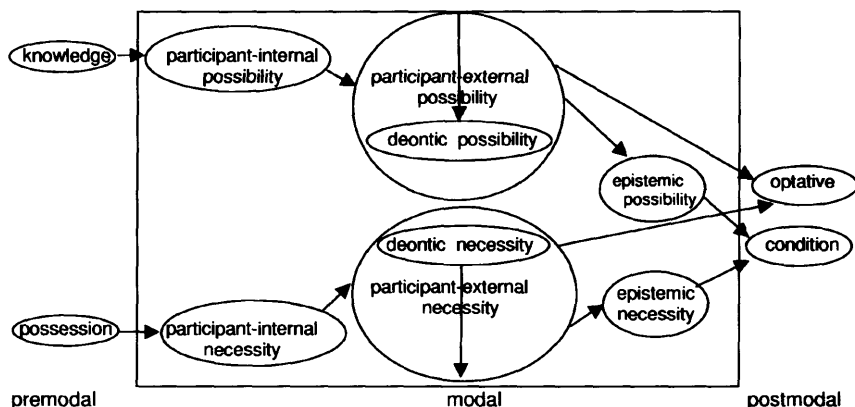 knowledge
participant-internal
possibility
participant-external
possibility
deontic possibility
epistemic
possibility
optative
condition
deontic necessity
participant-external
necessity
epistemic
necessity
possession
participant-internal
necessity
premodal
modal
postmodal